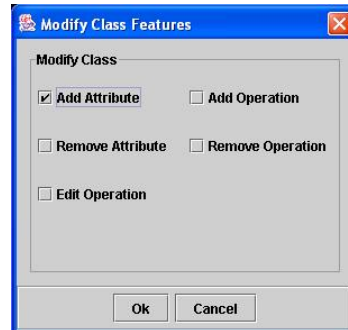 Modify Class Features
Modify Class
Add Attribute Add Operation
Remove Attribute Remove Operation
Edit Operation
Ok Cancel